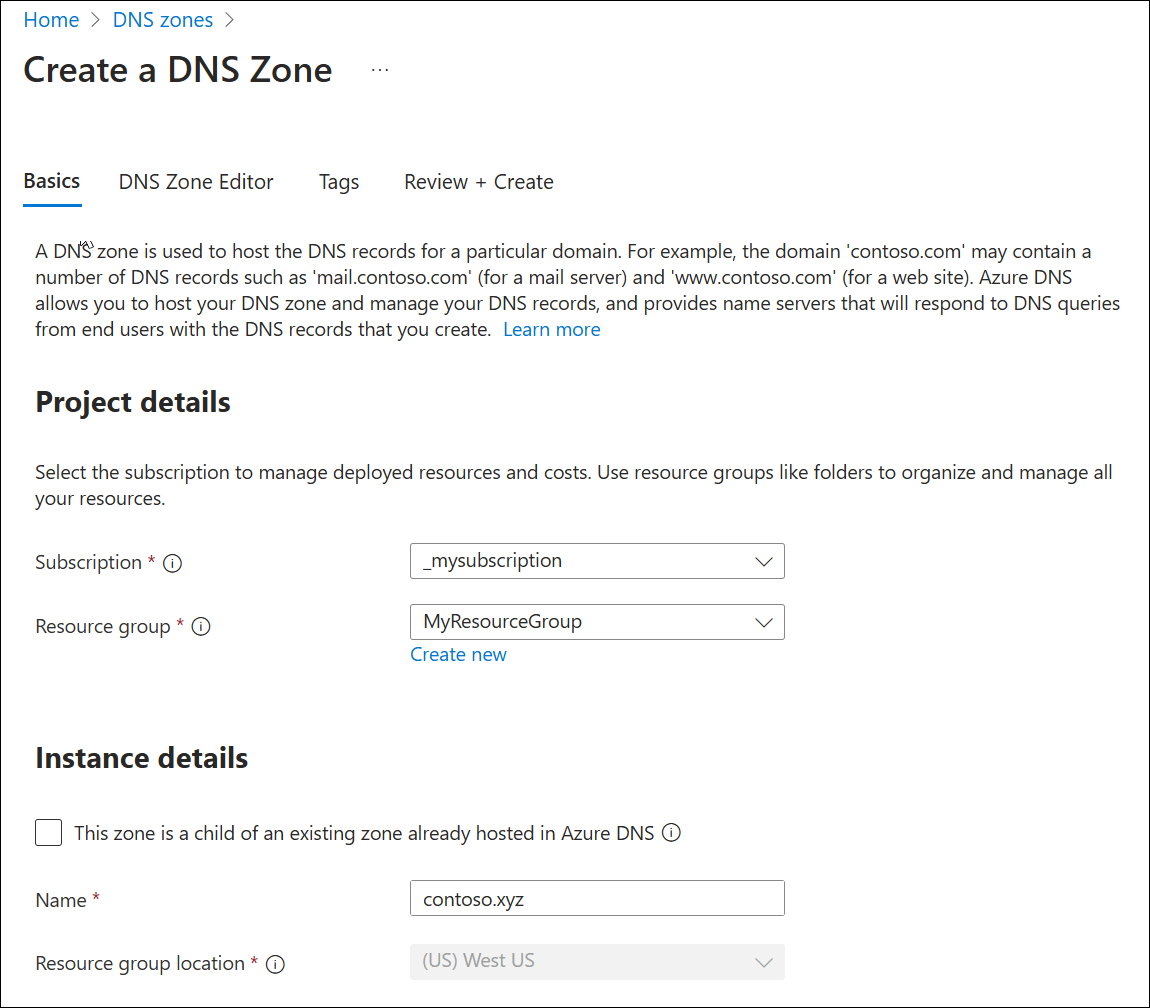 Home > DNS zones >
Create a DNS Zone ...
Basics DNS Zone Editor Tags Review + Create
A DNS zone is used to host the DNS records for a particular domain. For example, the domain 'contoso.com' may contain a
number of DNS records such as 'mail.contoso.com' (for a mail server) and 'www.contoso.com' (for a web site). Azure DNS
allows you to host your DNS zone and manage your DNS records, and provides name servers that will respond to DNS queries
from end users with the DNS records that you create. Learn more
Project details
Select the subscription to manage deployed resources and costs. Use resource groups like folders to organize and manage all
your resources.
Subscription * _mysubscription
Resource group * MyResourceGroup
Create new
Instance details
This zone is a child of an existing zone already hosted in Azure DNS
Name * contoso.xyz
Resource group location * (US) West US